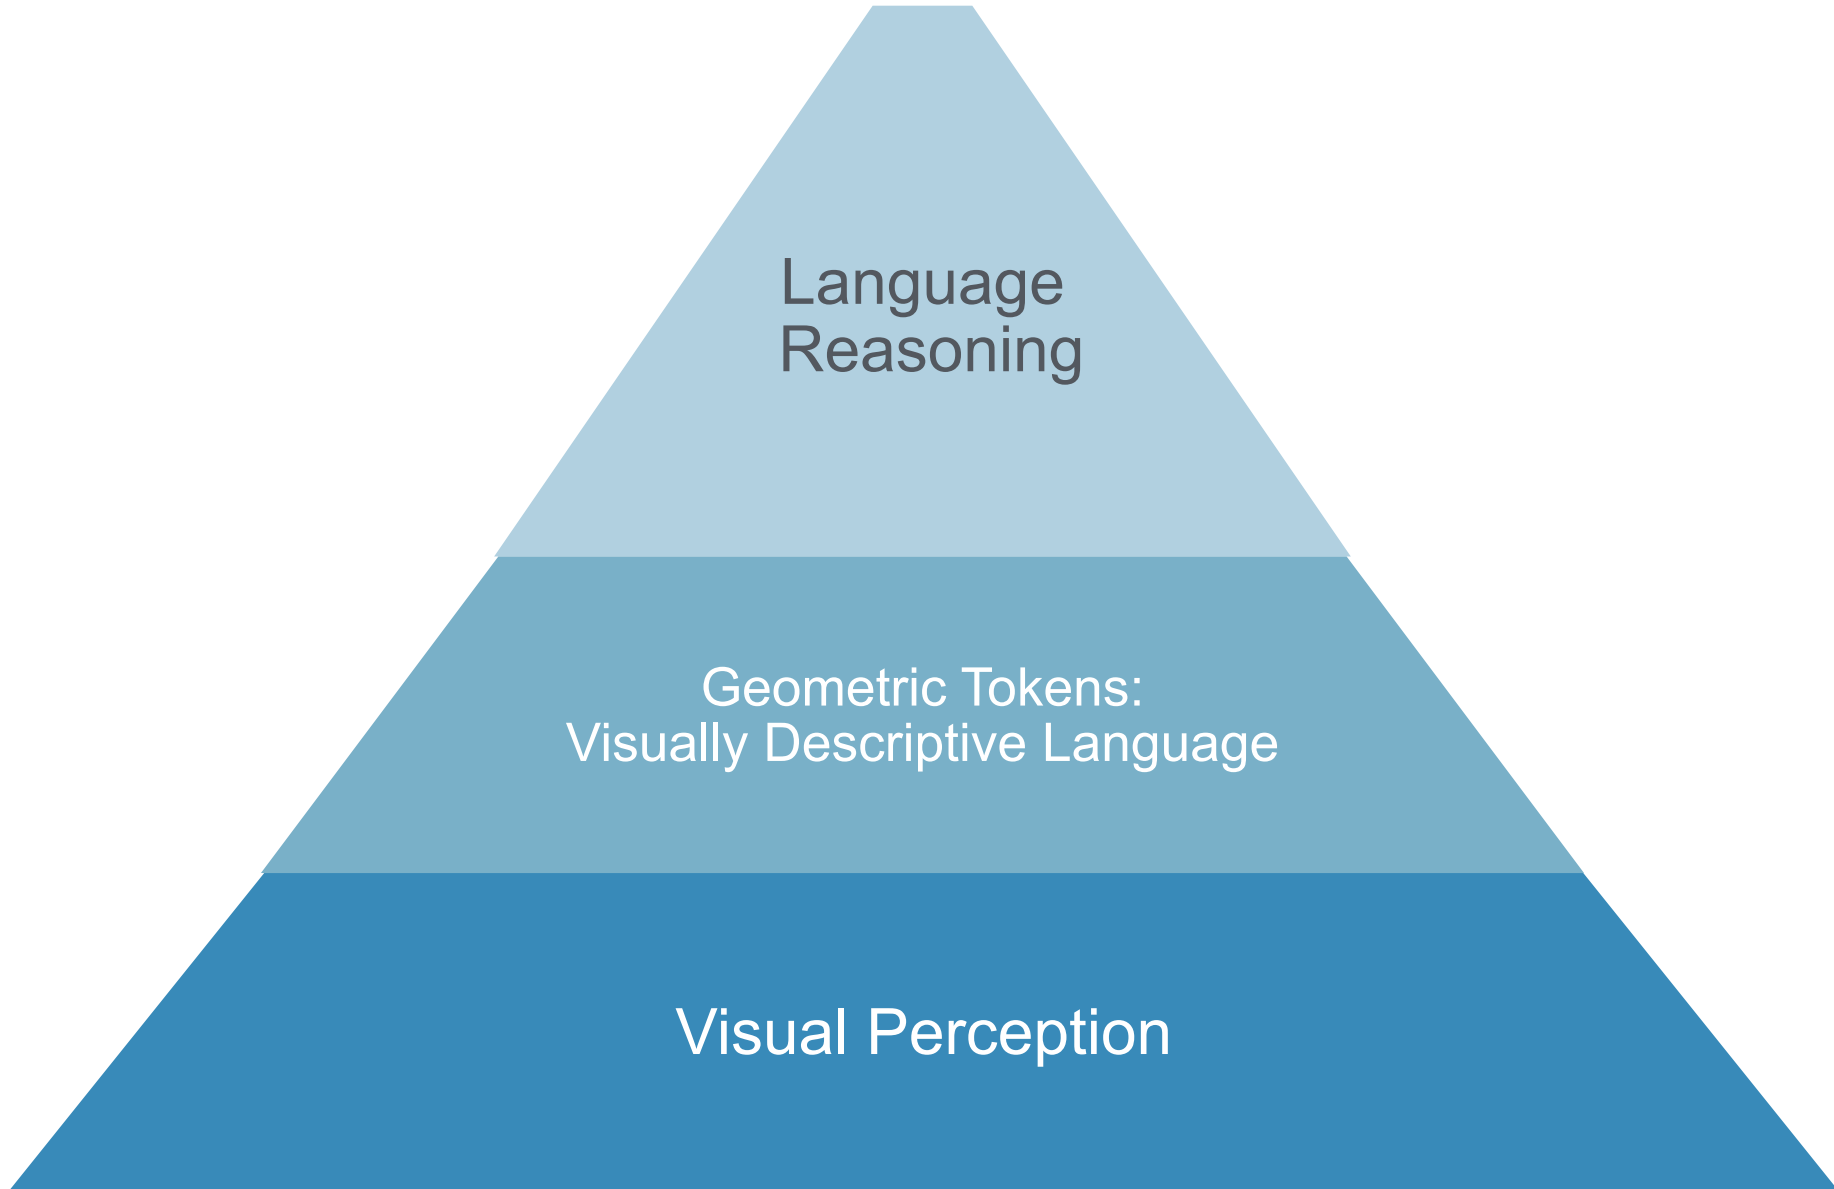 Language
Reasoning
Geometric Tokens:
Visually Descriptive Language
Visual Perception